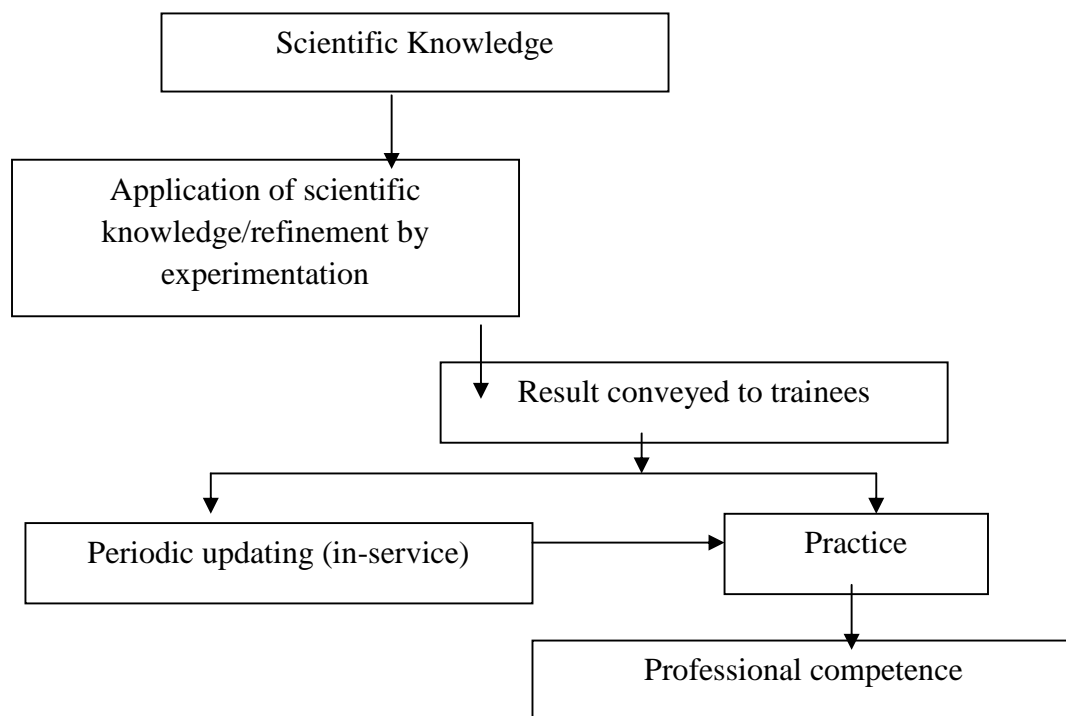 Scientific Knowledge
Application of scientific
knowledge/refinement by
experimentation
Result conveyed to trainees
Periodic updating (in-service)
Practice
Professional competence